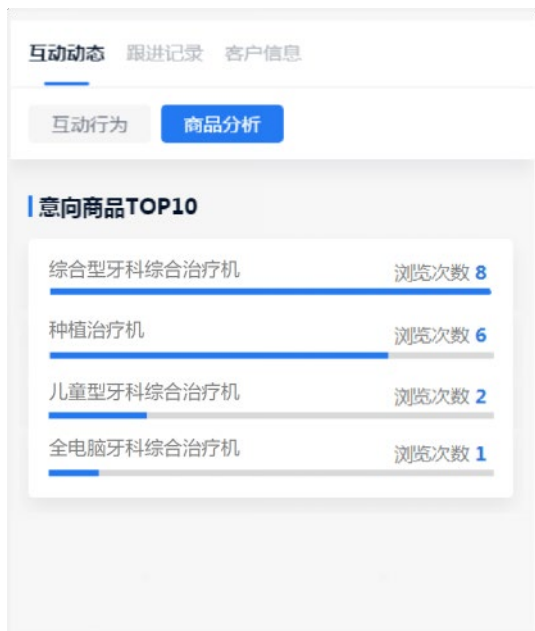 互动动态 跟进记录 客户信息
互动行为 商品分析
意向商品TOP10
综合型牙科综合治疗机 浏览次数 8
种植治疗机 浏览次数 6
儿童型牙科综合治疗机 浏览次数 2
全电脑牙科综合治疗机 浏览次数 1